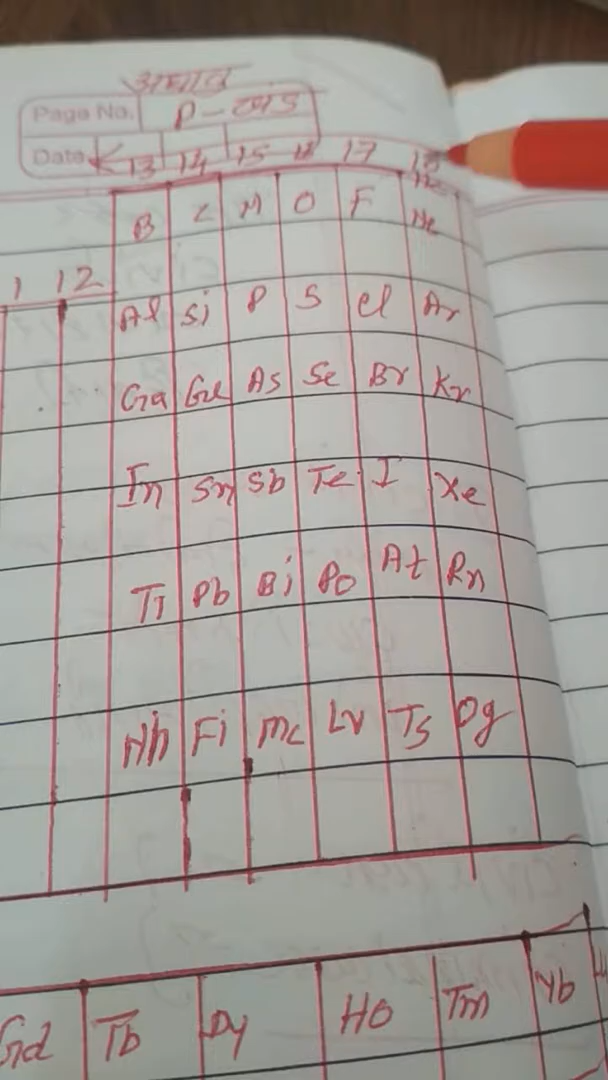 अधातु
Page No. P-खंड
Date K 13 14 15 17 18
He
B C N O F Ne
1 12
Al Si P S Cl Ar
Ga Ge As Se Br Kr
In Sn Sb Te I Xe
Tl Pb Bi Po At Rn
Nh Fi Mc Lv Ts Og
Gd Tb Dy HO Tm Yb